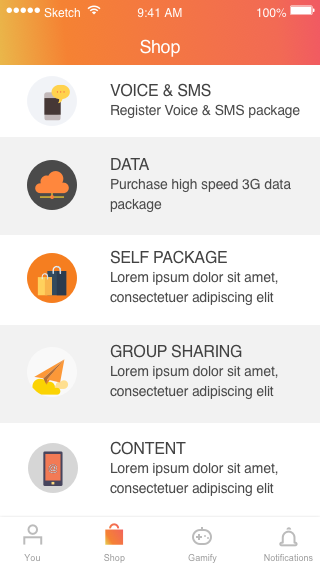 Sketch 9:41 AM 100%
Shop
VOICE & SMS
Register Voice & SMS package
DATA
Purchase high speed 3G data
package
SELF PACKAGE
Lorem ipsum dolor sit amet,
consectetuer adipiscing elit
GROUP SHARING
Lorem ipsum dolor sit amet,
consectetuer adipiscing elit
CONTENT
Lorem ipsum dolor sit amet,
consectetuer adipiscing elit
You Shop Gamify Notifications